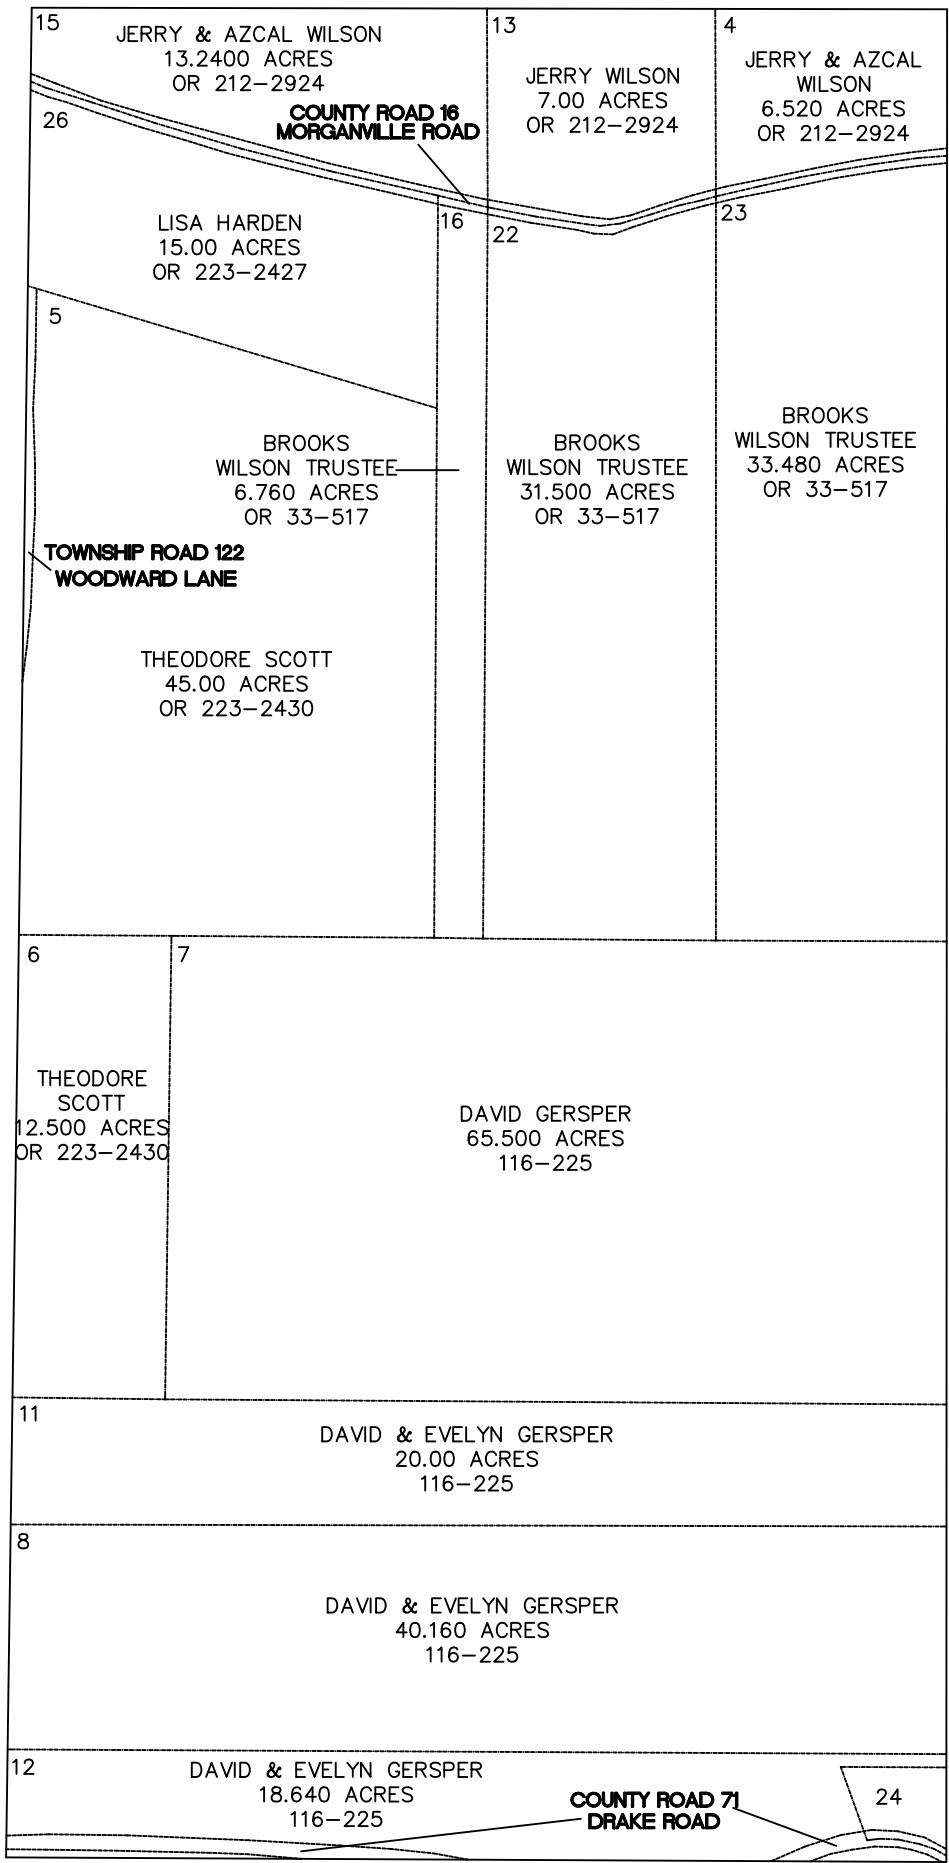 15
JERRY & AZCAL WILSON
13.2400 ACRES
OR 212-2924
13
JERRY WILSON
7.00 ACRES
OR 212-2924
4
JERRY & AZCAL
WILSON
6.520 ACRES
OR 212-2924
COUNTY ROAD 16
MORGANVILLE ROAD
26
LISA HARDEN
15.00 ACRES
OR 223-2427
16
22
23
5
BROOKS
WILSON TRUSTEE
6.760 ACRES
OR 33-517
BROOKS
WILSON TRUSTEE
31.500 ACRES
OR 33-517
BROOKS
WILSON TRUSTEE
33.480 ACRES
OR 33-517
TOWNSHIP ROAD 122
WOODWARD LANE
THEODORE SCOTT
45.00 ACRES
OR 223-2430
6
THEODORE
SCOTT
12.500 ACRES
OR 223-2430
7
DAVID GERSPER
65.500 ACRES
116-225
11
DAVID & EVELYN GERSPER
20.00 ACRES
116-225
8
DAVID & EVELYN GERSPER
40.160 ACRES
116-225
12
DAVID & EVELYN GERSPER
18.640 ACRES
116-225
COUNTY ROAD 71
DRAKE ROAD
24